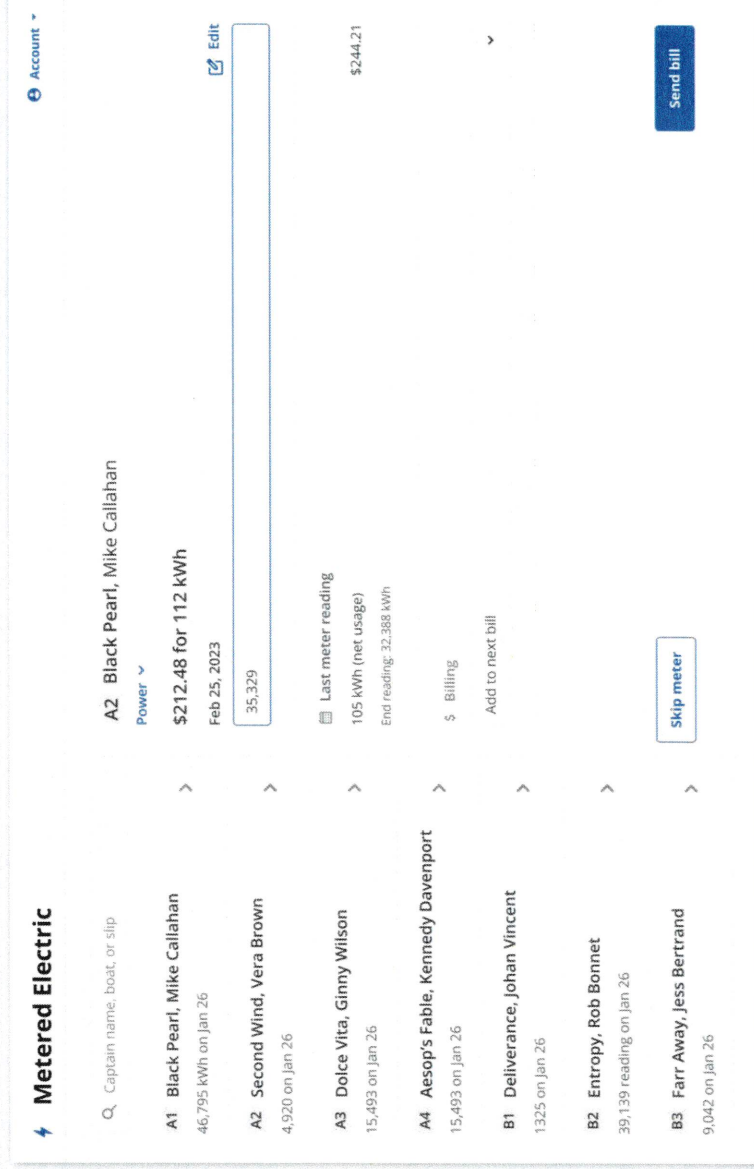 Metered Electric
Account
Captain name, boat, or slip
A1 Black Pearl, Mike Callahan
46,795 kWh on Jan 26
A2 Second Wind, Vera Brown
4,920 on Jan 26
A3 Dolce Vita, Ginny Wilson
15,493 on Jan 26
A4 Aesop's Fable, Kennedy Davenport
15,493 on Jan 26
B1 Deliverance, Johan Vincent
1325 on Jan 26
B2 Entropy, Rob Bonnet
39,139 reading on Jan 26
B3 Farr Away, Jess Bertrand
9,042 on Jan 26
A2 Black Pearl, Mike Callahan
Power
$212.48 for 112 kWh
Feb 25, 2023
Edit
35,329
Last meter reading
105 kWh (net usage)
$244.21
End reading: 32.388 kWh
$ Billing
Add to next bill
Skip meter
Send bill